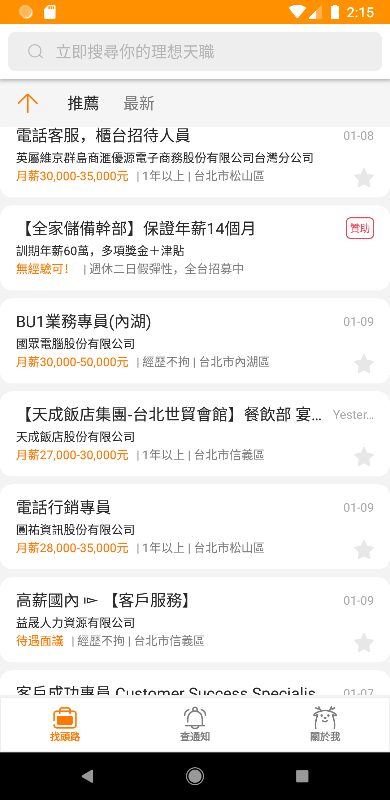 2:15
立即搜尋你的理想天職
推薦
最新
電話客服，櫃台招待人員
01-08
英屬維京群島商滙優源電子商務股份有限公司台灣分公司
月薪30,000-35,000元 | 1年以上 | 台北市松山區
【全家儲備幹部】保證年薪14個月
贊助
訓期年薪60萬，多項獎金＋津貼
無經驗可！ | 週休二日假彈性，全台招募中
BU1業務專員(內湖)
01-09
國眾電腦股份有限公司
月薪30,000-50,000元 | 經歷不拘 | 台北市內湖區
【天成飯店集團-台北世貿會館】餐飲部 宴...
Yester...
天成飯店股份有限公司
月薪27,000-30,000元 | 1年以上 | 台北市信義區
電話行銷專員
01-09
圓祐資訊股份有限公司
月薪28,000-35,000元 | 1年以上 | 台北市松山區
高薪國內 ⌲ 【客戶服務】
01-09
益晟人力資源有限公司
待遇面議 | 經歷不拘 | 台北市信義區
客戶成功專員 Customer Success Specialis
01-07
找頭路
查通知
關於我